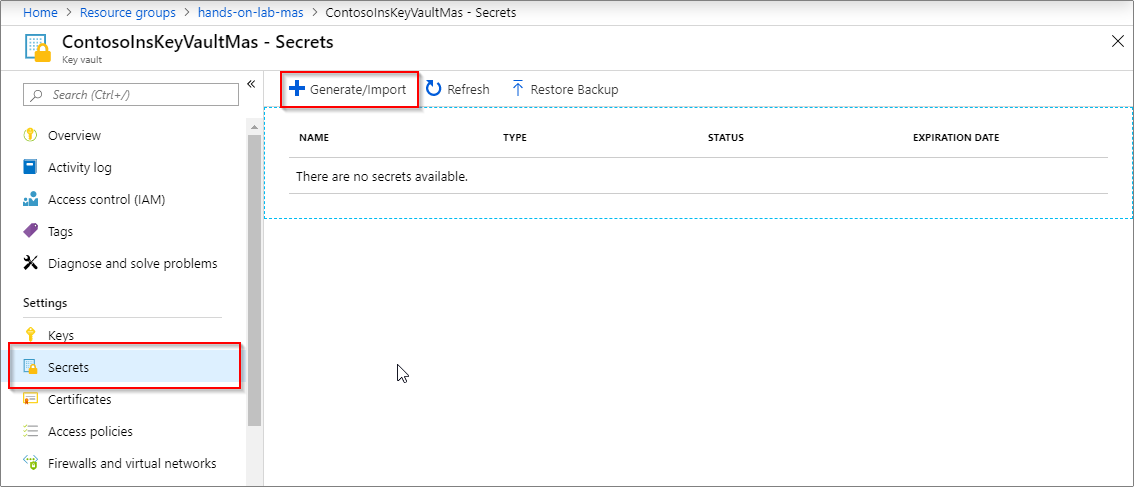 Home > Resource groups > hands-on-lab-mas > ContosoInsKeyVaultMas - Secrets
ContosoInsKeyVaultMas - Secrets
Key vault
Search (Ctrl+/)
Overview
Activity log
Access control (IAM)
Tags
Diagnose and solve problems
Settings
Keys
Secrets
Certificates
Access policies
Firewalls and virtual networks
Generate/Import Refresh Restore Backup
NAME TYPE STATUS EXPIRATION DATE
There are no secrets available.